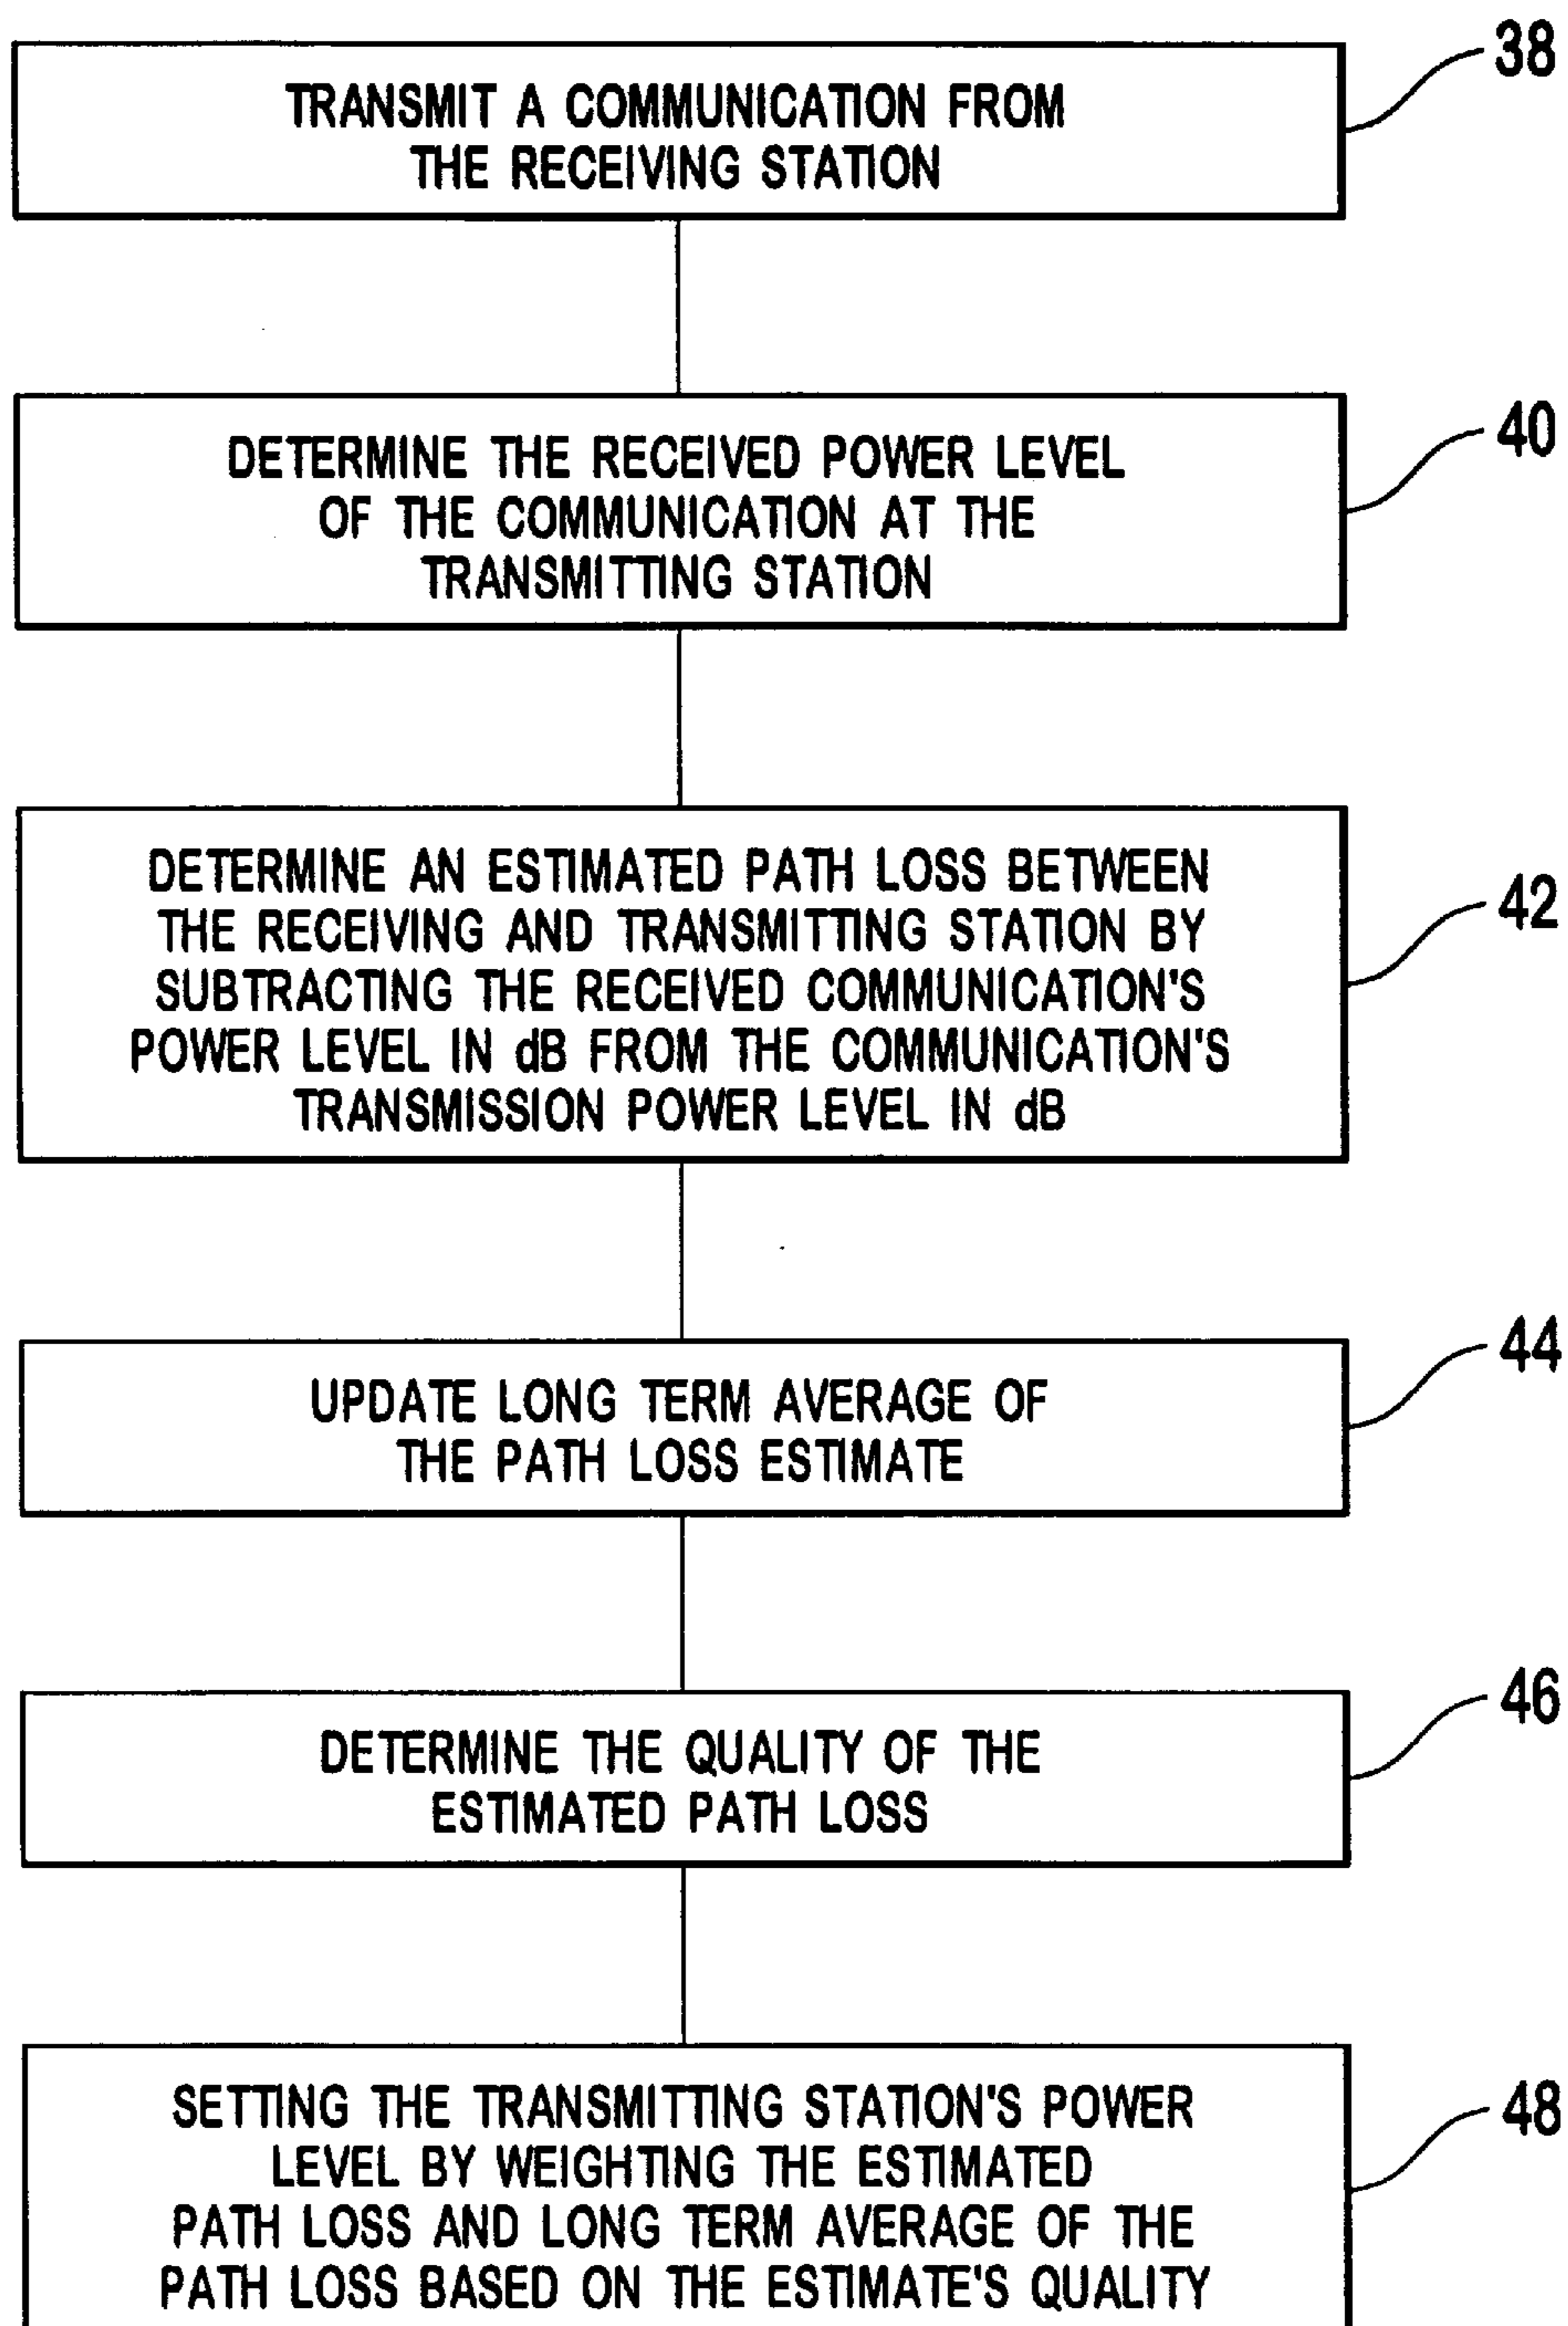 38
TRANSMIT A COMMUNICATION FROM
THE RECEIVING STATION
40
DETERMINE THE RECEIVED POWER LEVEL
OF THE COMMUNICATION AT THE
TRANSMITTING STATION
42
DETERMINE AN ESTIMATED PATH LOSS BETWEEN
THE RECEIVING AND TRANSMITTING STATION BY
SUBTRACTING THE RECEIVED COMMUNICATION'S
POWER LEVEL IN dB FROM THE COMMUNICATION'S
TRANSMISSION POWER LEVEL IN dB
44
UPDATE LONG TERM AVERAGE OF
THE PATH LOSS ESTIMATE
46
DETERMINE THE QUALITY OF THE
ESTIMATED PATH LOSS
48
SETTING THE TRANSMITTING STATION'S POWER
LEVEL BY WEIGHTING THE ESTIMATED
PATH LOSS AND LONG TERM AVERAGE OF THE
PATH LOSS BASED ON THE ESTIMATE'S QUALITY